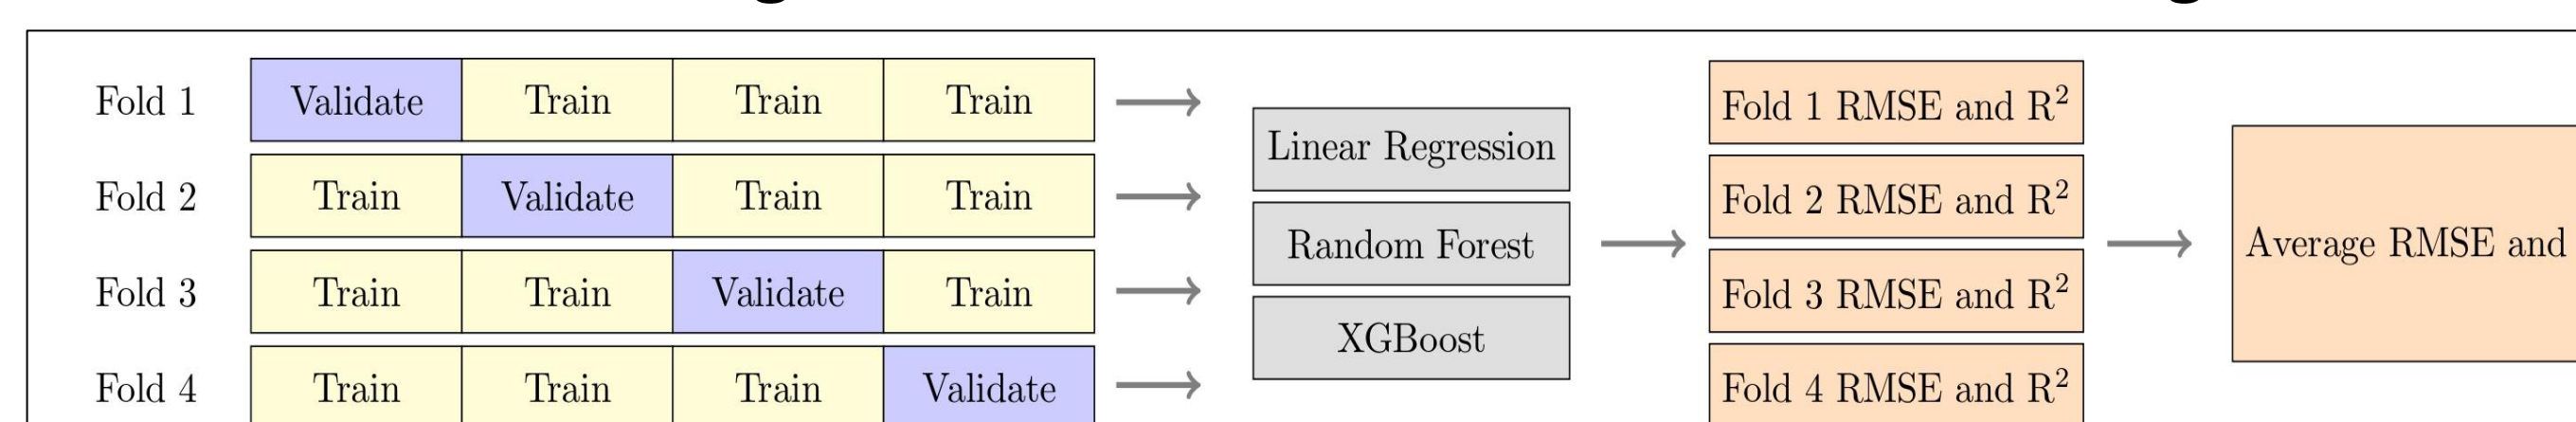 Fold 1 Validate Train Train Train
Fold 2 Train Validate Train Train
Fold 3 Train Train Validate Train
Fold 4 Train Train Train Validate
Linear Regression
Random Forest
XGBoost
Fold 1 RMSE and R²
Fold 2 RMSE and R²
Fold 3 RMSE and R²
Fold 4 RMSE and R²
Average RMSE and